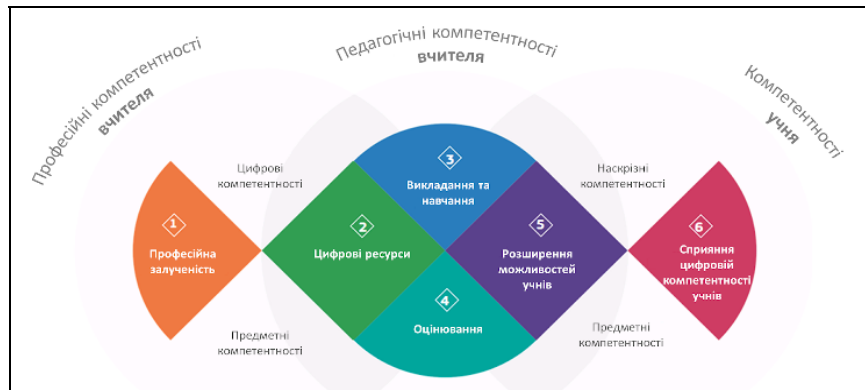 Професійні компетентності
вчителя
Педагогічні компетентності
вчителя
Компетентності
учня
Цифрові
компетентності
Наскрізні
компетентності
1
Професійна
залученість
2
Цифрові ресурси
3
Викладання та
навчання
4
Оцінювання
5
Розширення
можливостей
учнів
6
Сприяння
цифровій
компетентності
учнів
Предметні
компетентності
Предметні
компетентності